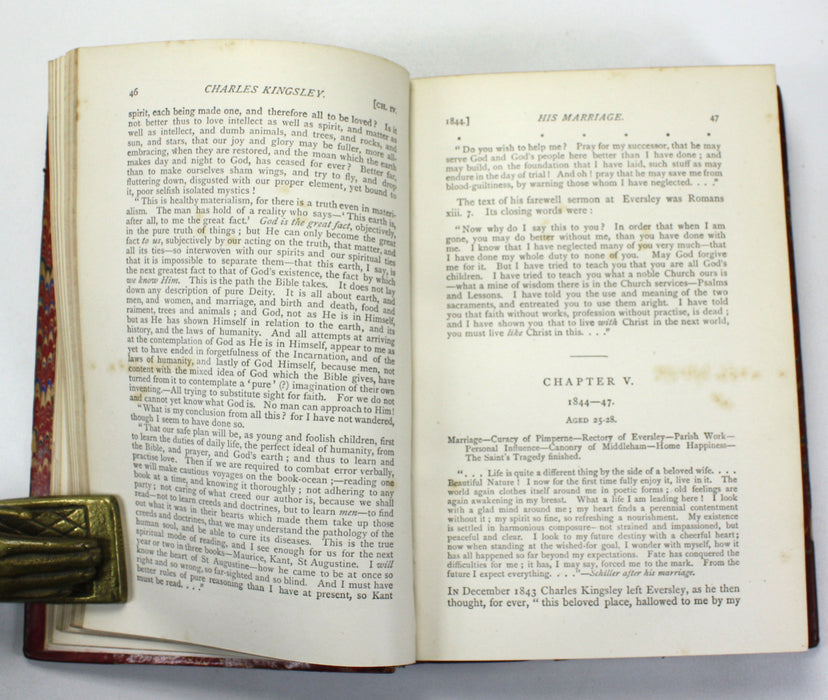 46 CHARLES KINGSLEY. [CH. IV.
spirit, each being made one, and therefore all to be loved? Is it
not better thus to love intellect as well as spirit, and matter as
well as intellect, and dumb animals, and trees, and rocks, and
sun, and stars, that our joy and glory may be fuller, more all-
embracing, when they are restored, and the moan which the earth
makes day and night to God, has ceased for ever? Better far,
than to make ourselves sham wings, and try to fly, and drop
fluttering down, disgusted with our proper element, yet bound to
it, poor selfish isolated mystics!
"This is healthy materialism, for there is a truth even in materi-
alism. The man has hold of a reality who says—'This earth is,
after all, to me the great fact.' God is the great fact, objectively,
in the pure truth of things; but He can only become the great
fact to us, subjectively by our acting on the truth, that matter, and
all its ties—so interwoven with our spirits and our spiritual ties
that it is impossible to separate them—that this earth, I say, is
the next greatest fact to that of God's existence, the fact by which
we know Him. This is the path the Bible takes. It does not lay
down any description of pure Deity. It is all about earth, and
men, and women, and marriage, and birth and death, food and
raiment, trees and animals; and God, not as He is in Himself,
but as He has shown Himself in relation to the earth, and its
history, and the laws of humanity. And all attempts at arriving
at the contemplation of God as He is in Himself, appear to me as
yet to have ended in forgetfulness of the Incarnation, and of the
laws of humanity, and lastly of God Himself, because men, not
content with the mixed idea of God which the Bible gives, have
turned from it to contemplate a 'pure' (?) imagination of their own
inventing.—All trying to substitute sight for faith. For we do not
and cannot yet know what God is. No man can approach to Him!
"What is my conclusion from all this? for I have not wandered,
though I seem to have done so.
"That our safe plan will be, as young and foolish children, first
to learn the duties of daily life, the perfect ideal of humanity, from
the Bible, and prayer, and God's earth; and thus to learn and
practise love. Then if we are required to combat error verbally,
we will make cautious voyages on the book-ocean;—reading one
book at a time, and knowing it thoroughly; not adhering to any
party; not caring of what creed our author is, because we shall
read—not to learn creeds and doctrines, but to learn men—to find
out what it was in their hearts which made them take up those
creeds and doctrines, that we may understand the pathology of the
human soul, and be able to cure its diseases. This is the true
spiritual mode of reading, and I see enough for us for the next
year or two in three books—Maurice, Kant, St Augustine. I will
know the heart of St Augustine—how he came to be at once so
right and so wrong, so far-sighted and so blind. And I must have
better rules of pure reasoning than I have at present, so Kant
must be read. . . ."
1844.] HIS MARRIAGE. 47
* * * * *
"Do you wish to help me? Pray for my successor, that he may
serve God and God's people here better than I have done; and
may build, on the foundation that I have laid, such stuff as may
endure in the day of trial! And oh! pray that he may save me from
blood-guiltiness, by warning those whom I have neglected. . . ."
The text of his farewell sermon at Eversley was Romans
xiii. 7. Its closing words were:
"Now why do I say this to you? In order that when I am
gone, you may do better without me, than you have done with
me. I know that I have neglected many of you very much—that
I have done my whole duty to none of you. May God forgive
me for it. But I have tried to teach you that you are all God's
children. I have tried to teach you what a noble Church ours is
—what a mine of wisdom there is in the Church services—Psalms
and Lessons. I have told you the use and meaning of the two
sacraments, and entreated you to use them aright. I have told
you that faith without works, profession without practise, is dead;
and I have shown you that to live with Christ in the next world,
you must live like Christ in this. . . ."
CHAPTER V.
1844—47.
AGED 25-28.
Marriage—Curacy of Pimperne—Rectory of Eversley—Parish Work—
Personal Influence—Canonry of Middleham—Home Happiness—
The Saint's Tragedy finished.
". . . Life is quite a different thing by the side of a beloved wife. . . .
Beautiful Nature! I now for the first time fully enjoy it, live in it. The
world again clothes itself around me in poetic forms; old feelings are
again awakening in my breast. What a life I am leading here! I look
with a glad mind around me; my heart finds a perennial contentment
without it; my spirit so fine, so refreshing a nourishment. My existence
is settled in harmonious composure—not strained and impassioned, but
peaceful and clear. I look to my future destiny with a cheerful heart;
now when standing at the wished-for goal, I wonder with myself, how it
has all happened so far beyond my expectations. Fate has conquered the
difficulties for me; it has, I may say, forced me to the mark. From the
future I expect everything. . . ."—Schiller after his marriage.
IN December 1843 Charles Kingsley left Eversley, as he then
thought, for ever, "this beloved place, hallowed to me by my